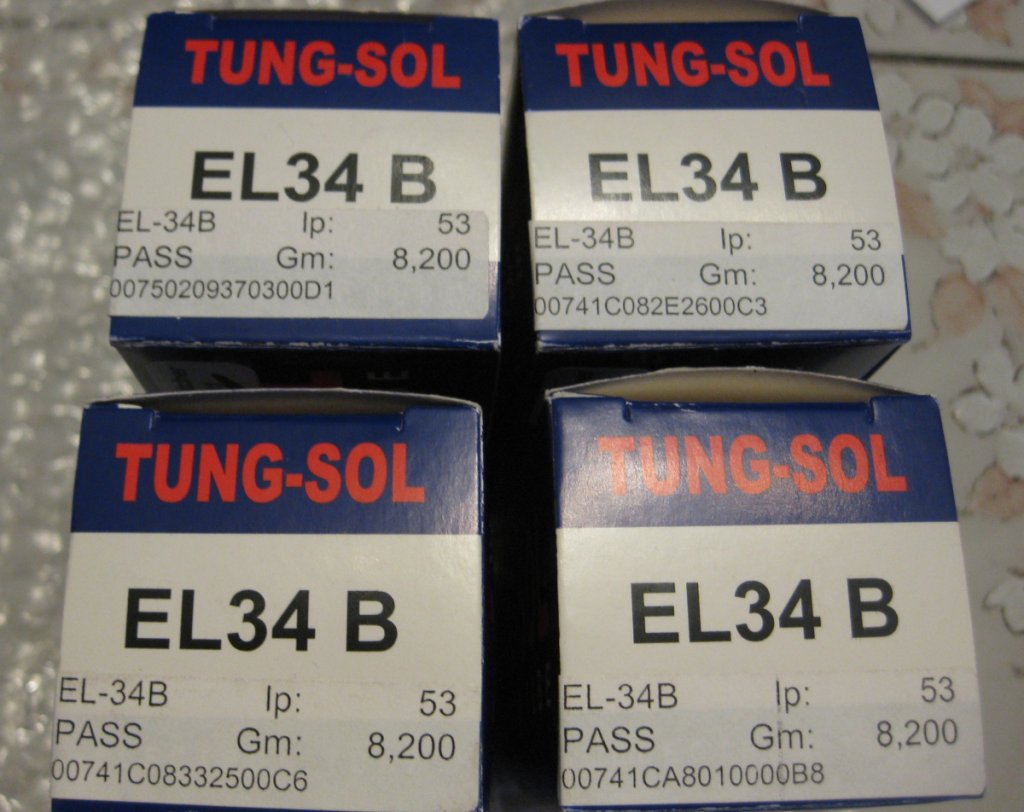 TUNG-SOL
EL34 B
EL-34B Ip: 53
PASS Gm: 8,200
00750209370300D1
TUNG-SOL
EL34 B
EL-34B Ip: 53
PASS Gm: 8,200
00741C082E2600C3
TUNG-SOL
EL34 B
EL-34B Ip: 53
PASS Gm: 8,200
00741C08332500C6
TUNG-SOL
EL34 B
EL-34B Ip: 53
PASS Gm: 8,200
00741CA8010000B8